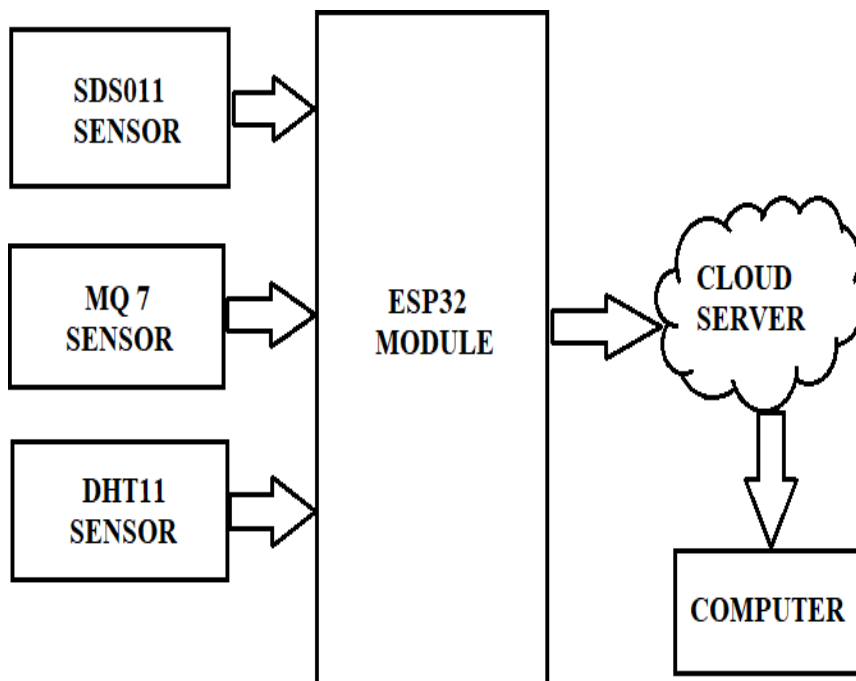 SDS011
SENSOR
MQ 7
SENSOR
DHT11
SENSOR
ESP32
MODULE
CLOUD
SERVER
COMPUTER